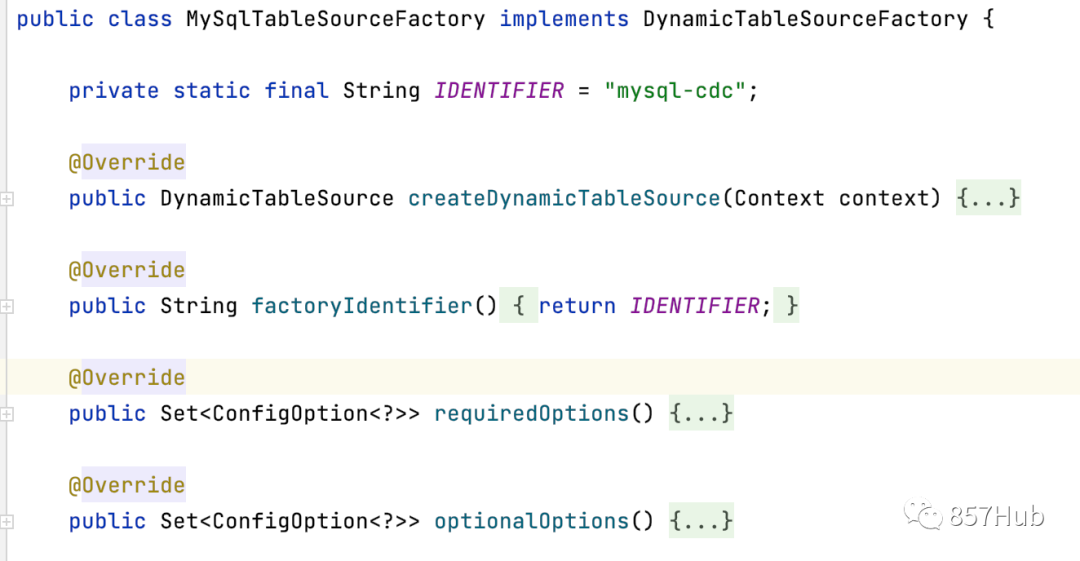 public class MySqlTableSourceFactory implements DynamicTableSourceFactory {
private static final String IDENTIFIER = "mysql-cdc";
@Override
public DynamicTableSource createDynamicTableSource(Context context) {...}
@Override
public String factoryIdentifier() { return IDENTIFIER; }
@Override
public Set<ConfigOption<?>> requiredOptions() {...}
@Override
public Set<ConfigOption<?>> optionalOptions() {...}
857Hub